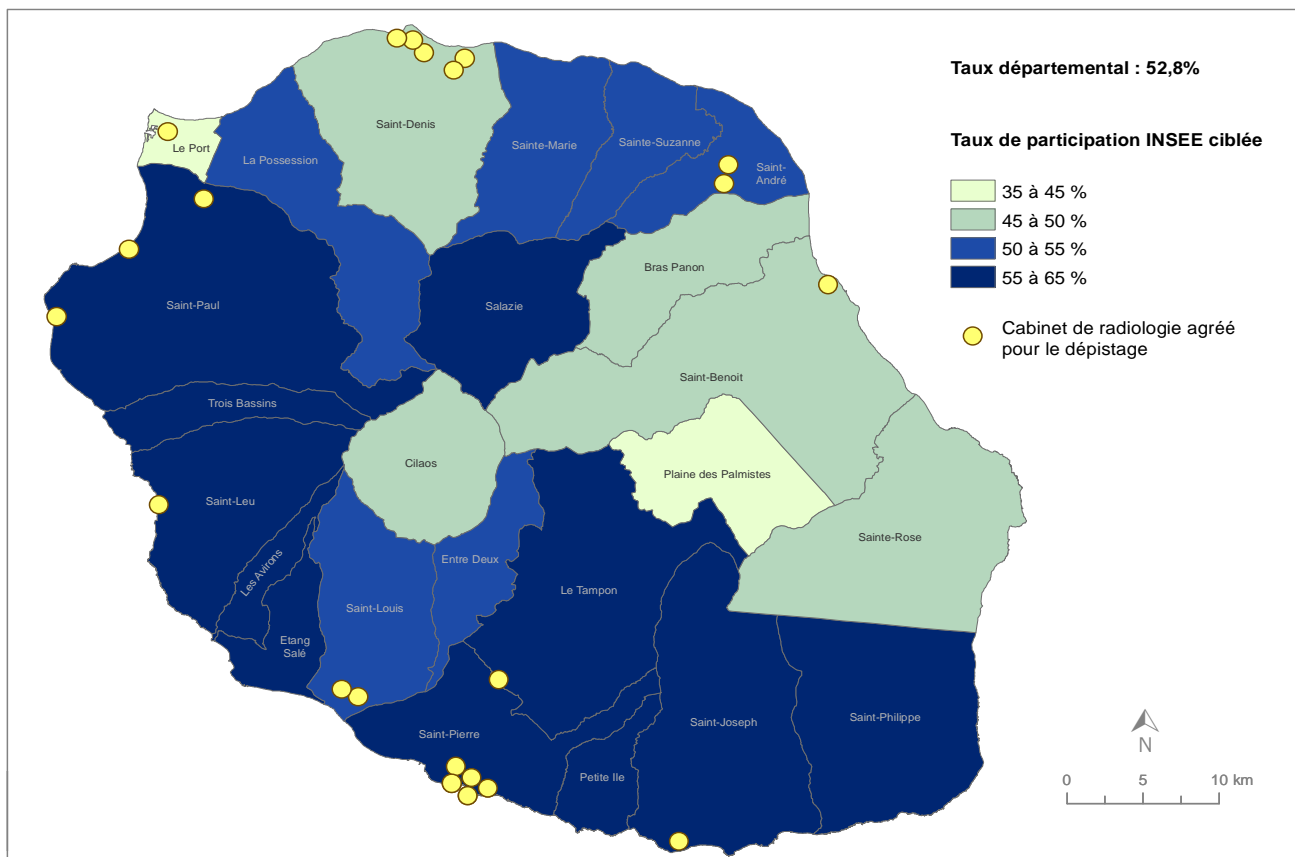 Taux départemental : 52,8%
Taux de participation INSEE ciblée
35 à 45 %
45 à 50 %
50 à 55 %
55 à 65 %
Cabinet de radiologie agréé
pour le dépistage
Saint-Denis
Le Port
La Possession
Sainte-Marie
Sainte-Suzanne
Saint-
André
Bras Panon
Saint-Paul
Salazie
Saint-Benoit
Trois Bassins
Cilaos
Plaine des Palmistes
Saint-Leu
Sainte-Rose
Les Avirons
Entre Deux
Le Tampon
Saint-Louis
Etang
Salé
Saint-Pierre
Saint-Joseph
Saint-Philippe
Petite Ile
N
0 5 10 km